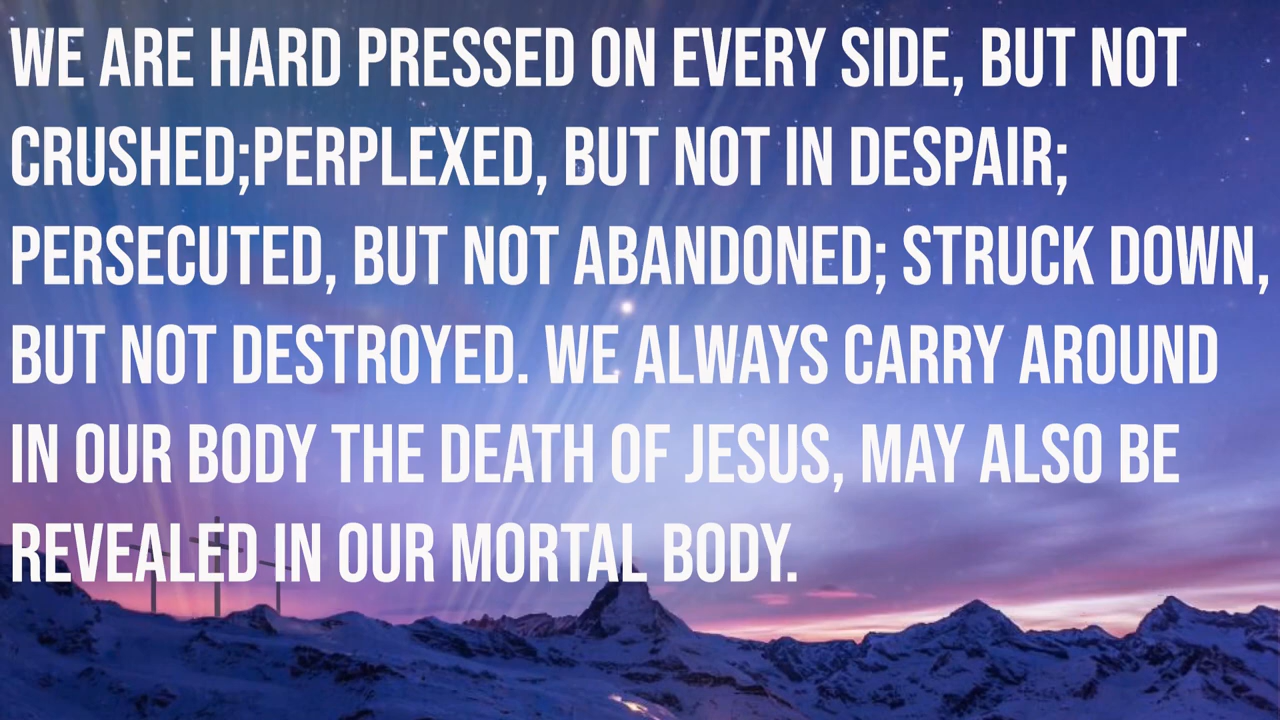 WE ARE HARD PRESSED ON EVERY SIDE, BUT NOT
CRUSHED;PERPLEXED, BUT NOT IN DESPAIR;
PERSECUTED, BUT NOT ABANDONED; STRUCK DOWN,
BUT NOT DESTROYED. WE ALWAYS CARRY AROUND
IN OUR BODY THE DEATH OF JESUS, MAY ALSO BE
REVEALED IN OUR MORTAL BODY.